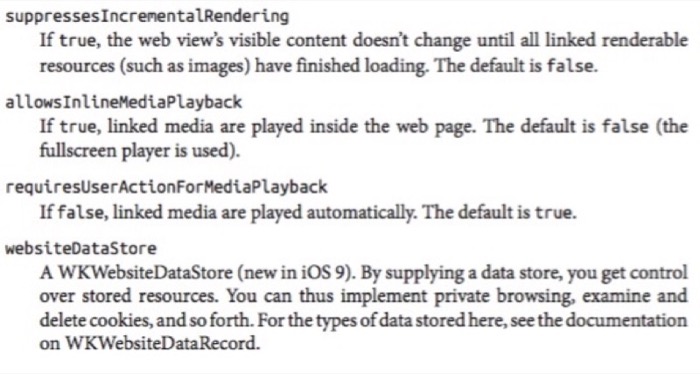 suppressesIncrementalRendering
If true, the web view’s visible content doesn’t change until all linked renderable
resources (such as images) have finished loading. The default is false.
allowsInlineMediaPlayback
If true, linked media are played inside the web page. The default is false (the
fullscreen player is used).
requiresUserActionForMediaPlayback
If false, linked media are played automatically. The default is true.
websiteDataStore
A WKWebsiteDataStore (new in iOS 9). By supplying a data store, you get control
over stored resources. You can thus implement private browsing, examine and
delete cookies, and so forth. For the types of data stored here, see the documentation
on WKWebsiteDataRecord.